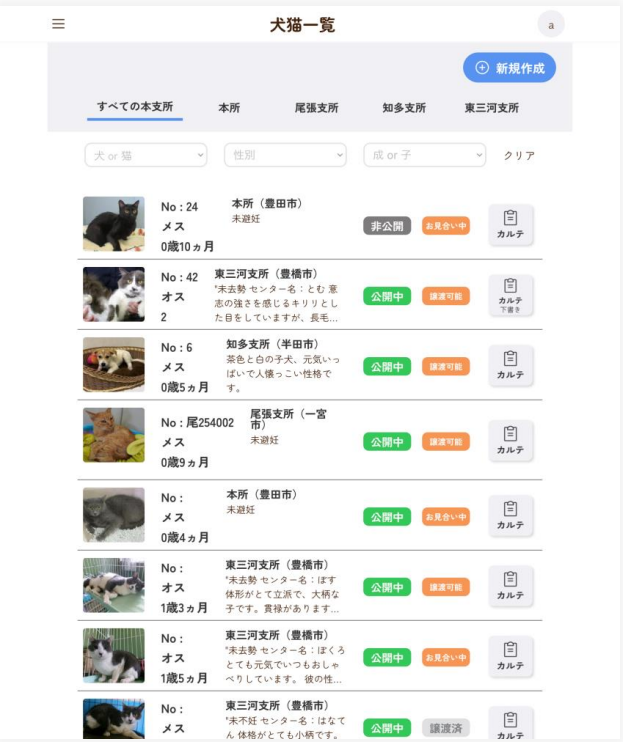 犬猫一覧
a
新規作成
すべての本支所 本所 尾張支所 知多支所 東三河支所
犬 or 猫 性別 成 or 子 クリア
No : 24
メス
0歳10ヵ月
本所（豊田市）
未避妊
非公開 お見合い中
カルテ
No : 42
オス
2
東三河支所（豊橋市）
"未去勢 センター名：とむ 意
志の強さを感じるキリリとし
た目をしていますが、長毛...
公開中 譲渡可能
カルテ
下書き
No : 6
メス
0歳5ヵ月
知多支所（半田市）
茶色と白の子犬、元気いっ
ぱいで人懐っこい性格で
す。
公開中 譲渡可能
カルテ
No : 尾254002
メス
0歳9ヵ月
尾張支所（一宮
市）
未避妊
公開中 譲渡可能
カルテ
No :
メス
0歳4ヵ月
本所（豊田市）
未避妊
公開中 お見合い中
カルテ
No :
オス
1歳3ヵ月
東三河支所（豊橋市）
"未去勢 センター名：ぽす
体形がとて立派で、大柄な
子です。貫禄があります...
公開中 譲渡可能
カルテ
No :
オス
1歳5ヵ月
東三河支所（豊橋市）
"未去勢 センター名：ぽくろ
とても元気でいつもおしゃ
べりしています。 彼の性...
公開中 お見合い中
カルテ
No :
メス
東三河支所（豊橋市）
"未不妊 センター名：はなて
ん 体格がとても小柄です。
公開中 譲渡済
カルテ